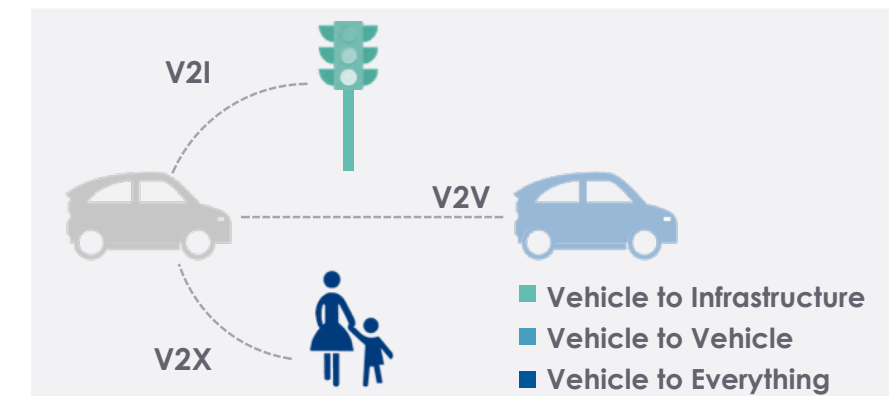 V2I
V2V
V2X
Vehicle to Infrastructure
Vehicle to Vehicle
Vehicle to Everything